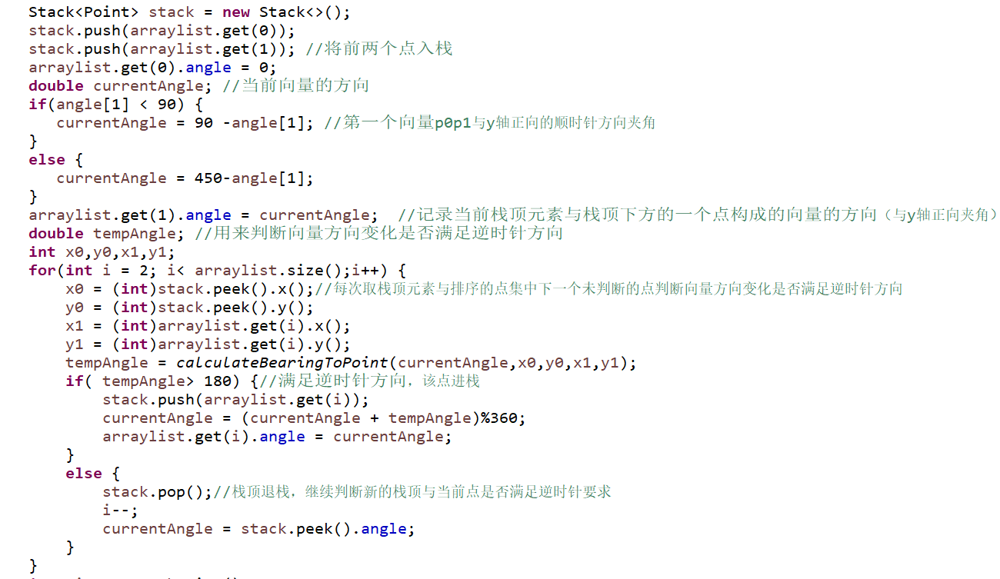 Stack<Point> stack = new Stack<>();
stack.push(arraylist.get(0));
stack.push(arraylist.get(1)); //将前两个点入栈
arraylist.get(0).angle = 0;
double currentAngle; //当前向量的方向
if(angle[1] < 90) {
currentAngle = 90 -angle[1]; //第一个向量p0p1与y轴正向的顺时针方向夹角
}
else {
currentAngle = 450-angle[1];
}
arraylist.get(1).angle = currentAngle; //记录当前栈顶元素与栈顶下方的一个点构成的向量的方向（与y轴正向夹角）
double tempAngle; //用来判断向量方向变化是否满足逆时针方向
int x0,y0,x1,y1;
for(int i = 2; i< arraylist.size();i++) {
x0 = (int)stack.peek().x();//每次取栈顶元素与排序的点集中下一个未判断的点判断向量方向变化是否满足逆时针方向
y0 = (int)stack.peek().y();
x1 = (int)arraylist.get(i).x();
y1 = (int)arraylist.get(i).y();
tempAngle = calculateBearingToPoint(currentAngle,x0,y0,x1,y1);
if( tempAngle> 180) {//满足逆时针方向，该点进栈
stack.push(arraylist.get(i));
currentAngle = (currentAngle + tempAngle)%360;
arraylist.get(i).angle = currentAngle;
}
else {
stack.pop();//栈顶退栈，继续判断新的栈顶与当前点是否满足逆时针要求
i--;
currentAngle = stack.peek().angle;
}
}